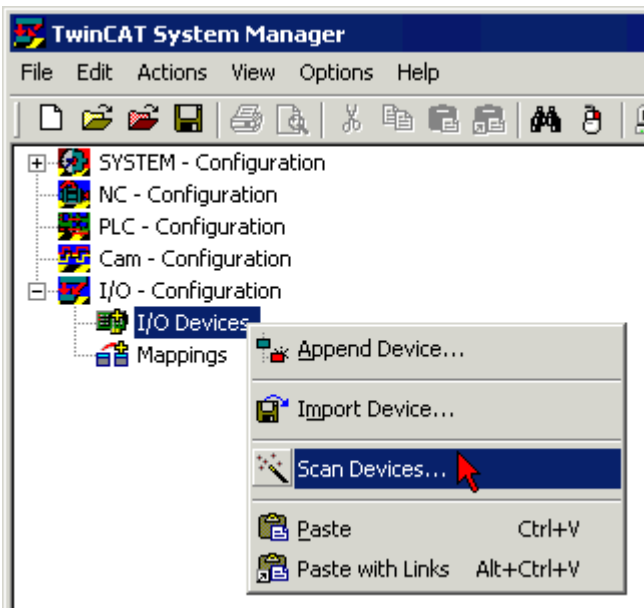 TwinCAT System Manager
File Edit Actions View Options Help
SYSTEM - Configuration
NC - Configuration
PLC - Configuration
Cam - Configuration
I/O - Configuration
I/O Devices
Mappings
Append Device...
Import Device...
Scan Devices...
Paste Ctrl+V
Paste with Links Alt+Ctrl+V